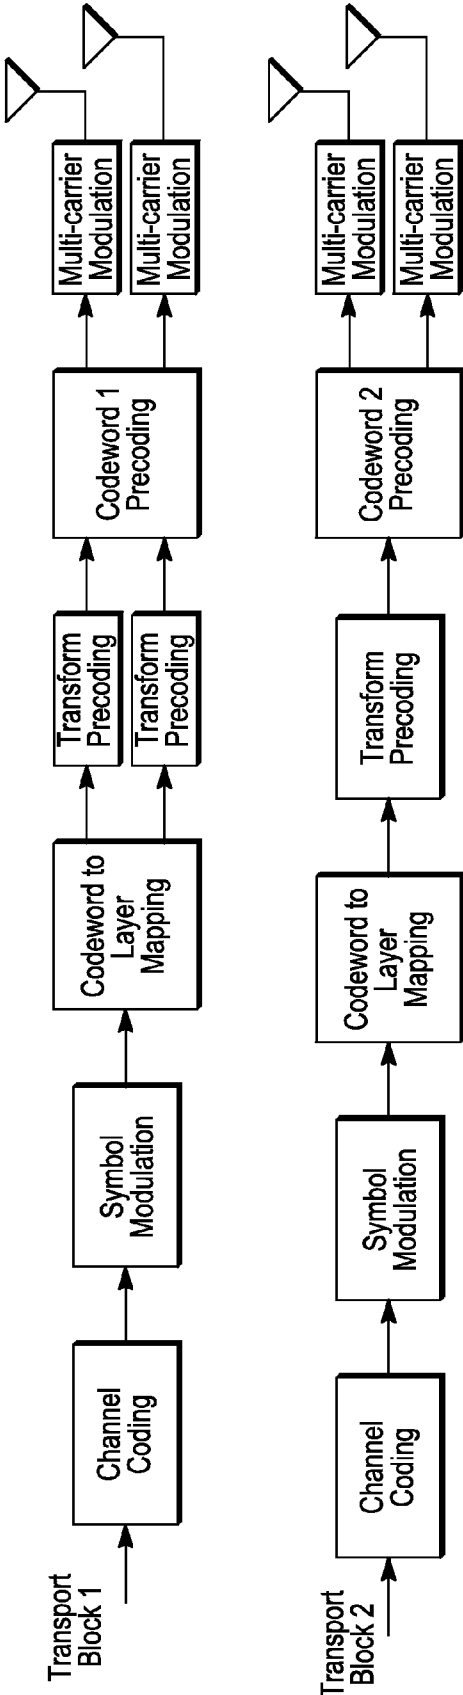 Transport
Block 1
Channel
Coding
Symbol
Modulation
Codeword to
Layer
Mapping
Transform
Precoding
Transform
Precoding
Codeword 1
Precoding
Multi-carrier
Modulation
Multi-carrier
Modulation
Transport
Block 2
Channel
Coding
Symbol
Modulation
Codeword to
Layer
Mapping
Transform
Precoding
Codeword 2
Precoding
Multi-carrier
Modulation
Multi-carrier
Modulation